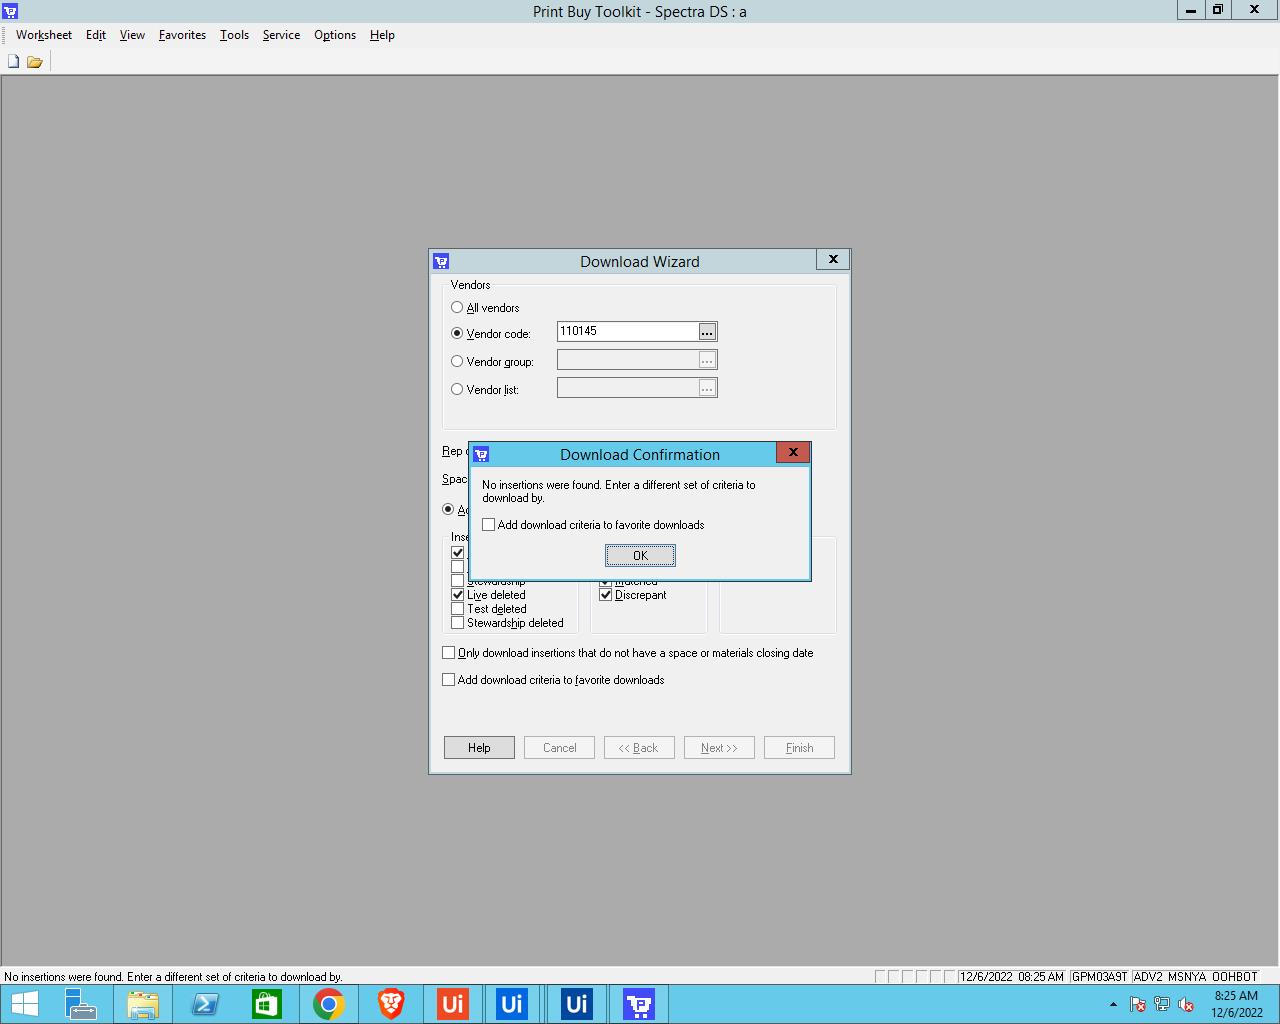 Print Buy Toolkit - Spectra DS : a
Worksheet Edit View Favorites Tools Service Options Help
Download Wizard
Vendors
All vendors
Vendor code: 110145 ...
Vendor group: ...
Vendor list: ...
Rep
Spac
Download Confirmation
No insertions were found. Enter a different set of criteria to
download by.
Add download criteria to favorite downloads
OK
Inse
Stewardship
Matched
Live deleted
Discrepant
Test deleted
Stewardship deleted
Only download insertions that do not have a space or materials closing date
Add download criteria to favorite downloads
Help Cancel << Back Next >> Finish
No insertions were found. Enter a different set of criteria to download by.
12/6/2022 08:25 AM GPM03A9T ADV2 MSNYA OOHBOT
Ui Ui Ui
8:25 AM
12/6/2022